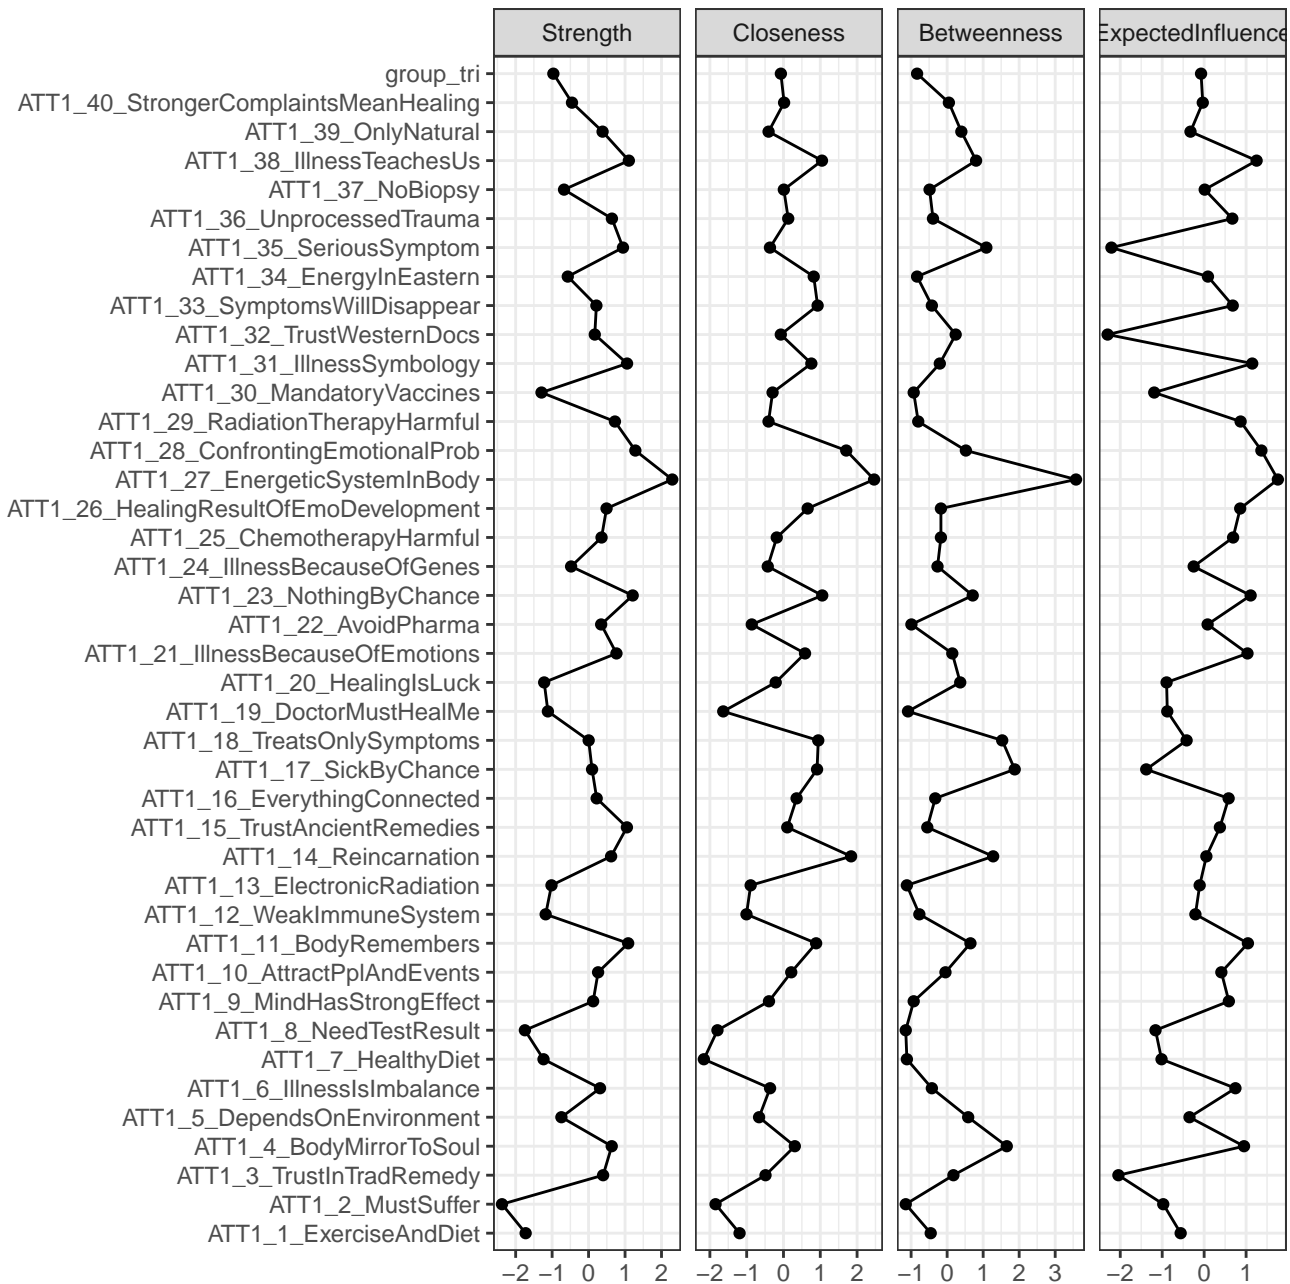 Strength Closeness Betweenness ExpectedInfluence
group_tri
ATT1_40_StrongerComplaintsMeanHealing
ATT1_39_OnlyNatural
ATT1_38_IllnessTeachesUs
ATT1_37_NoBiopsy
ATT1_36_UnprocessedTrauma
ATT1_35_SeriousSymptom
ATT1_34_EnergyInEastern
ATT1_33_SymptomsWillDisappear
ATT1_32_TrustWesternDocs
ATT1_31_IllnessSymbology
ATT1_30_MandatoryVaccines
ATT1_29_RadiationTherapyHarmful
ATT1_28_ConfrontingEmotionalProb
ATT1_27_EnergeticSystemInBody
ATT1_26_HealingResultOfEmoDevelopment
ATT1_25_ChemotherapyHarmful
ATT1_24_IllnessBecauseOfGenes
ATT1_23_NothingByChance
ATT1_22_AvoidPharma
ATT1_21_IllnessBecauseOfEmotions
ATT1_20_HealingIsLuck
ATT1_19_DoctorMustHealMe
ATT1_18_TreatsOnlySymptoms
ATT1_17_SickByChance
ATT1_16_EverythingConnected
ATT1_15_TrustAncientRemedies
ATT1_14_Reincarnation
ATT1_13_ElectronicRadiation
ATT1_12_WeakImmuneSystem
ATT1_11_BodyRemembers
ATT1_10_AttractPplAndEvents
ATT1_9_MindHasStrongEffect
ATT1_8_NeedTestResult
ATT1_7_HealthyDiet
ATT1_6_IllnessIsImbalance
ATT1_5_DependsOnEnvironment
ATT1_4_BodyMirrorToSoul
ATT1_3_TrustInTradRemedy
ATT1_2_MustSuffer
ATT1_1_ExerciseAndDiet
−2 −1 0 1 2 −2 −1 0 1 2 −1 0 1 2 3 −2 −1 0 1